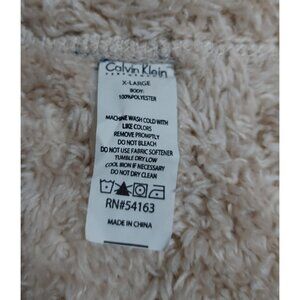 Calvin Klein
PERFORMANCE
X-LARGE
BODY:
100%POLYESTER
MACHINE WASH COLD WITH
LIKE COLORS
REMOVE PROMPTLY
DO NOT BLEACH
DO NOT USE FABRIC SOFTENER
TUMBLE DRY LOW
COOL IRON IF NECESSARY
DO NOT DRY CLEAN
RN#54163
MADE IN CHINA